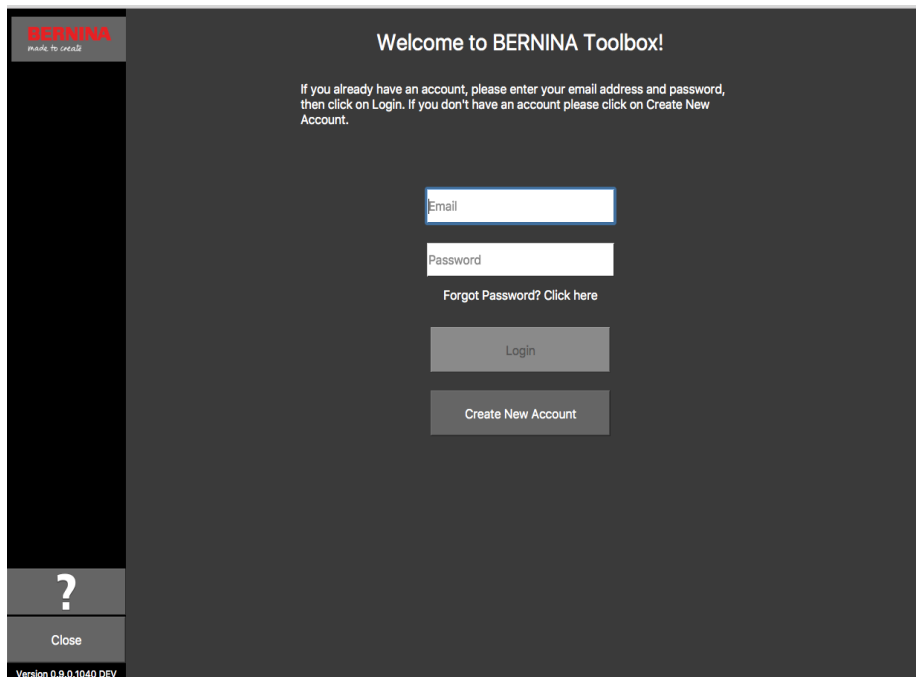 BERNINA
made to create
Welcome to BERNINA Toolbox!
If you already have an account, please enter your email address and password,
then click on Login. If you don't have an account please click on Create New
Account.
Email
Password
Forgot Password? Click here
Login
Create New Account
?
Close
Version 0.9.0.1040 DEV